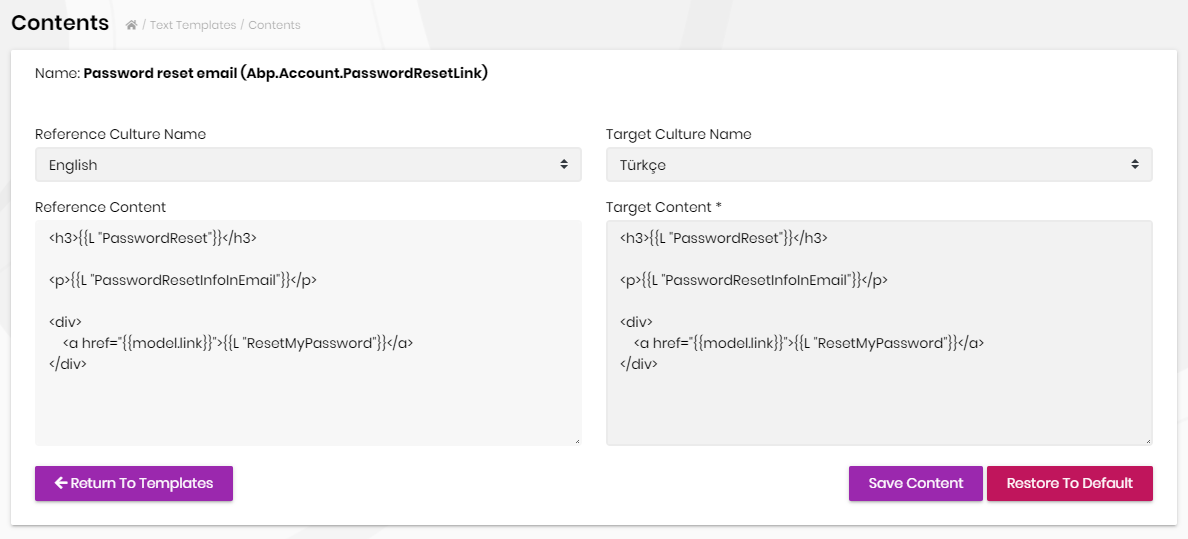 Contents / Text Templates / Contents
Name: Password reset email (Abp.Account.PasswordResetLink)
Reference Culture Name
English
Reference Content
<h3>{{L "PasswordReset"}}</h3>
<p>{{L "PasswordResetInfoInEmail"}}</p>
<div>
<a href="{{model.link}}">{{L "ResetMyPassword"}}</a>
</div>
Target Culture Name
Türkçe
Target Content *
<h3>{{L "PasswordReset"}}</h3>
<p>{{L "PasswordResetInfoInEmail"}}</p>
<div>
<a href="{{model.link}}">{{L "ResetMyPassword"}}</a>
</div>
Return To Templates
Save Content
Restore To Default